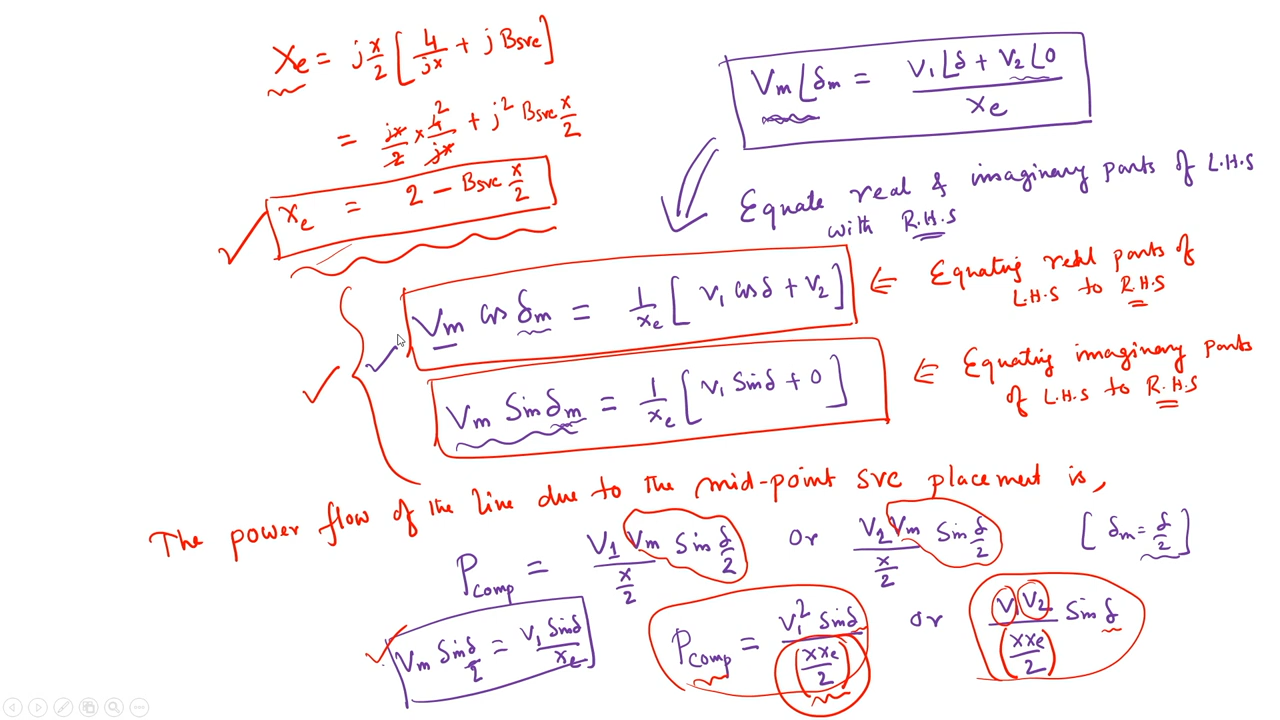 Xe = j x/2 [ 4/jx + j Bsvc ]
= jx/2 × 4/jx 2 + j² Bsvc x/2
xe = 2 − Bsvc x/2
Vm∠δm = (V₁∠δ + V₂∠0) / xe
Equate real & imaginary parts of L.H.S
with R.H.S
Vm cos δm = 1/xe [ V₁ cos δ + V₂ ]
⇐ Equating real parts of
L.H.S to R.H.S
Vm Sin δm = 1/xe [ V₁ Sin δ + 0 ]
⇐ Equating imaginary parts
of L.H.S to R.H.S
The power flow of the line due to the mid-point svc placement is,
Pcomp = V₁ Vm / (x/2) Sin δ/2 Or V₂ Vm / (x/2) Sin δ/2 [ δm = δ/2 ]
Vm Sin δ/2 = V₁ Sin δ / xe
Pcomp = V₁² Sin δ / (x xe / 2) or V₁ V₂ / (x xe / 2) Sin δ